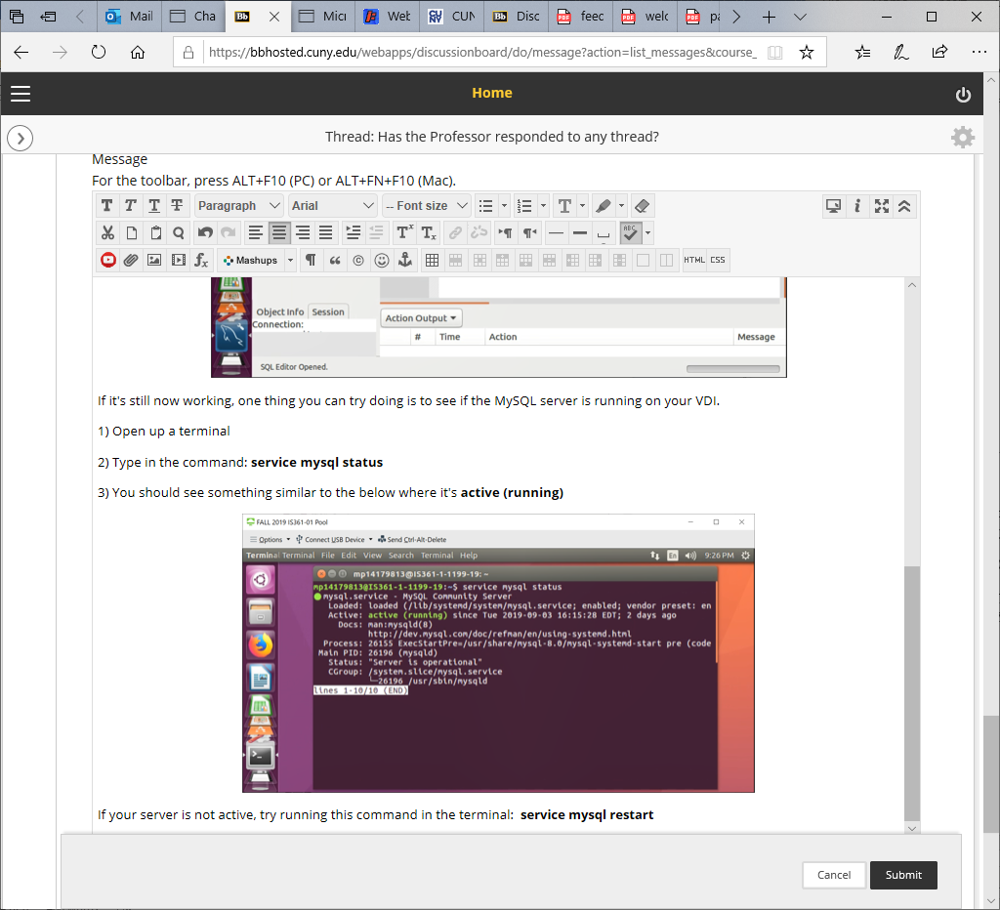 Mail
Cha
Bb
Micr
Web
CUN
Bb Disc
feec
welc
pa
https://bbhosted.cuny.edu/webapps/discussionboard/do/message?action=list_messages&course_
Home
Thread: Has the Professor responded to any thread?
Message
For the toolbar, press ALT+F10 (PC) or ALT+FN+F10 (Mac).
T T T T Paragraph Arial -- Font size
Mashups
HTML CSS
Object Info Session
Connection:
Action Output
# Time Action Message
SQL Editor Opened.
If it's still now working, one thing you can try doing is to see if the MySQL server is running on your VDI.
1) Open up a terminal
2) Type in the command: service mysql status
3) You should see something similar to the below where it's active (running)
FALL 2019 IS361-01 Pool
Options Connect USB Device Send Ctrl-Alt-Delete
Terminal Terminal File Edit View Search Terminal Help En 9:26 PM
mp14179813@IS361-1-1199-19: ~
mp14179813@IS361-1-1199-19:~$ service mysql status
mysql.service - MySQL Community Server
Loaded: loaded (/lib/systemd/system/mysql.service; enabled; vendor preset: en
Active: active (running) since Tue 2019-09-03 16:15:28 EDT; 2 days ago
Docs: man:mysqld(8)
http://dev.mysql.com/doc/refman/en/using-systemd.html
Process: 26155 ExecStartPre=/usr/share/mysql-8.0/mysql-systemd-start pre (code
Main PID: 26196 (mysqld)
Status: "Server is operational"
CGroup: /system.slice/mysql.service
└─26196 /usr/sbin/mysqld
lines 1-10/10 (END)
If your server is not active, try running this command in the terminal: service mysql restart
Cancel
Submit